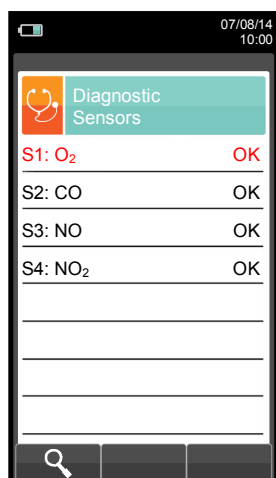 07/08/14
10:00
Diagnostic
Sensors
S1: O₂ OK
S2: CO OK
S3: NO OK
S4: NO₂ OK